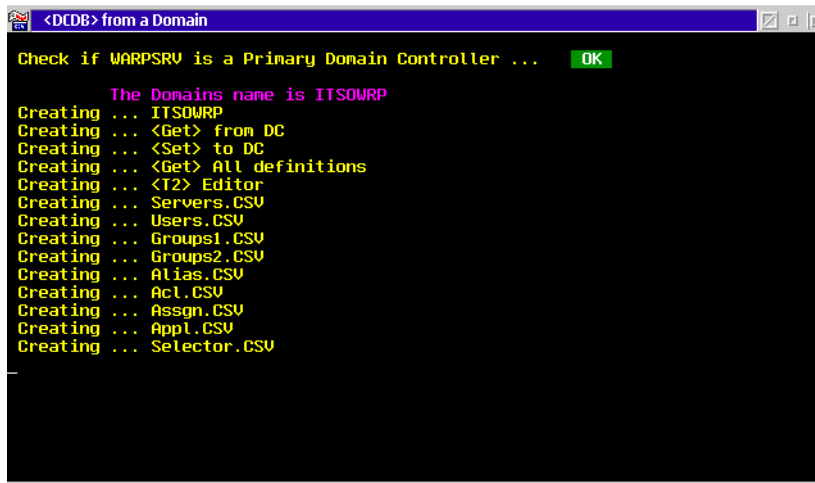 <DCDB> from a Domain
Check if WARPSRV is a Primary Domain Controller ... OK
The Domains name is ITSOWRP
Creating ... ITSOWRP
Creating ... <Get> from DC
Creating ... <Set> to DC
Creating ... <Get> All definitions
Creating ... <T2> Editor
Creating ... Servers.CSV
Creating ... Users.CSV
Creating ... Groups1.CSV
Creating ... Groups2.CSV
Creating ... Alias.CSV
Creating ... Acl.CSV
Creating ... Assgn.CSV
Creating ... Appl.CSV
Creating ... Selector.CSV